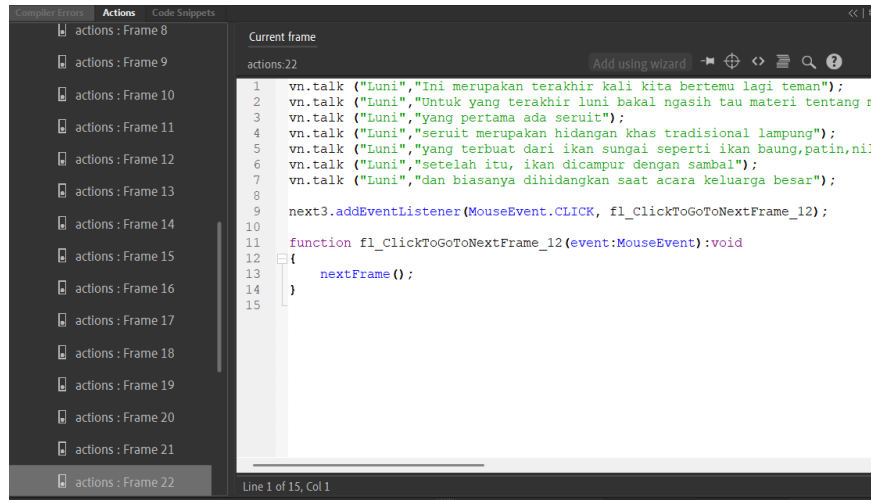 Compiler Errors Actions Code Snippets
actions : Frame 8
actions : Frame 9
actions : Frame 10
actions : Frame 11
actions : Frame 12
actions : Frame 13
actions : Frame 14
actions : Frame 15
actions : Frame 16
actions : Frame 17
actions : Frame 18
actions : Frame 19
actions : Frame 20
actions : Frame 21
actions : Frame 22
Current frame
actions:22 Add using wizard
1 vn.talk ("Luni","Ini merupakan terakhir kali kita bertemu lagi teman");
2 vn.talk ("Luni","Untuk yang terakhir luni bakal ngasih tau materi tentang
3 vn.talk ("Luni","yang pertama ada seruit");
4 vn.talk ("Luni","seruit merupakan hidangan khas tradisional lampung");
5 vn.talk ("Luni","yang terbuat dari ikan sungai seperti ikan baung,patin,
6 vn.talk ("Luni","setelah itu, ikan dicampur dengan sambal");
7 vn.talk ("Luni","dan biasanya dihidangkan saat acara keluarga besar");
8
9 next3.addEventListener(MouseEvent.CLICK, fl_ClickToGoToNextFrame_12);
10
11 function fl_ClickToGoToNextFrame_12(event:MouseEvent):void
12 {
13 nextFrame();
14 }
15
Line 1 of 15, Col 1